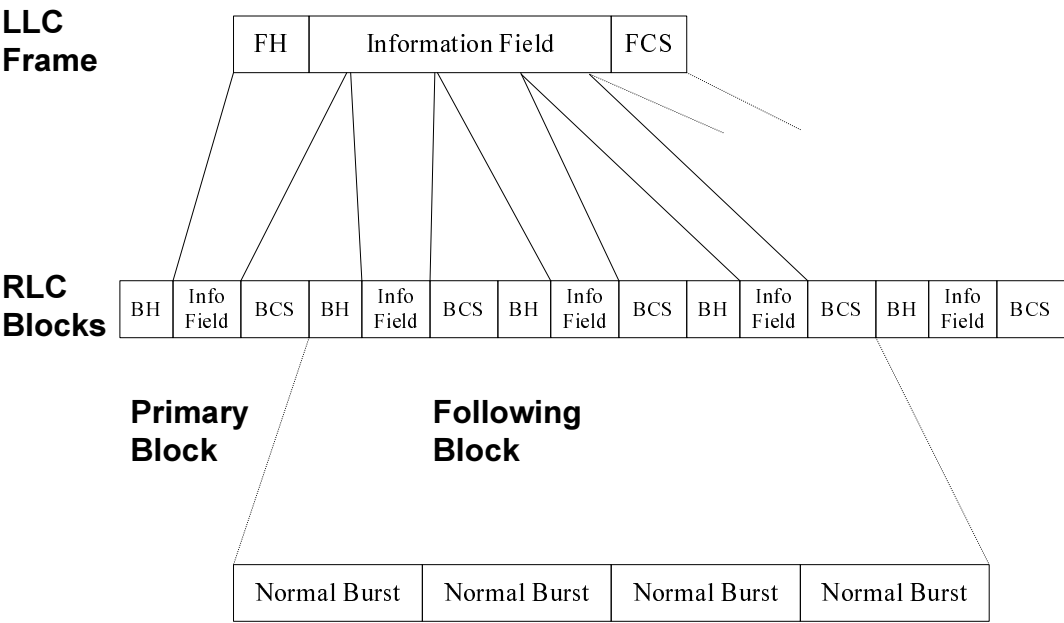 LLC
Frame
FH Information Field FCS
RLC
Blocks
BH Info
Field BCS BH Info
Field BCS BH Info
Field BCS BH Info
Field BCS BH Info
Field BCS
Primary
Block
Following
Block
Normal Burst Normal Burst Normal Burst Normal Burst